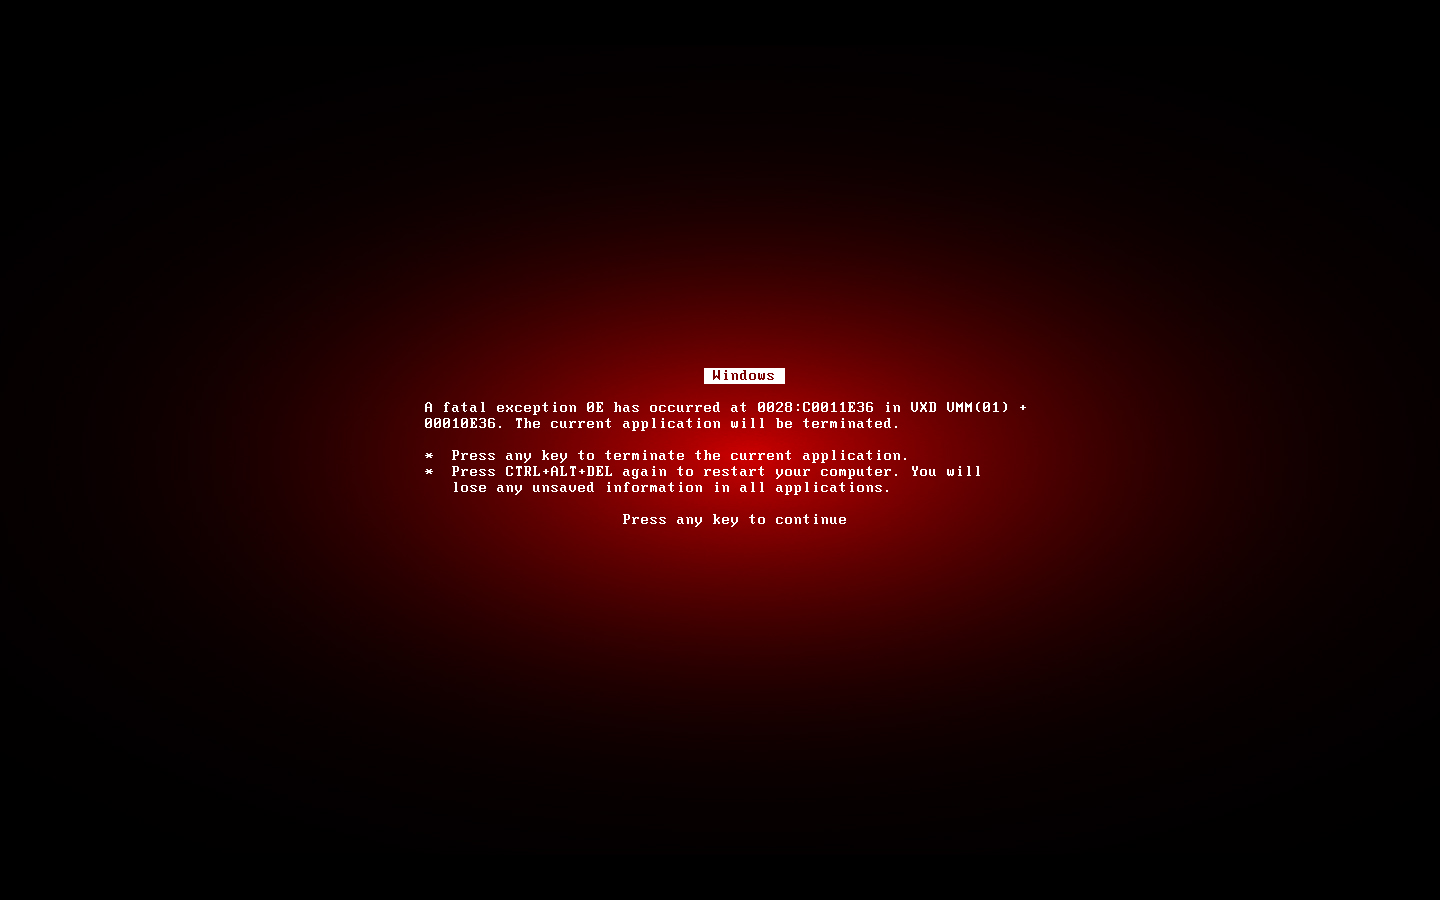 Windows
A fatal exception 0E has occurred at 0028:C0011E36 in VXD VMM(01) +
00010E36. The current application will be terminated.
* Press any key to terminate the current application.
* Press CTRL+ALT+DEL again to restart your computer. You will
lose any unsaved information in all applications.
Press any key to continue